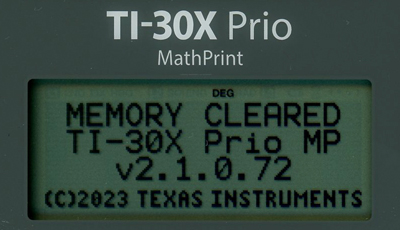 TI-30X Prio
MathPrint
DEG
MEMORY CLEARED
TI-30X Prio MP
v2.1.0.72
(C)2023 TEXAS INSTRUMENTS